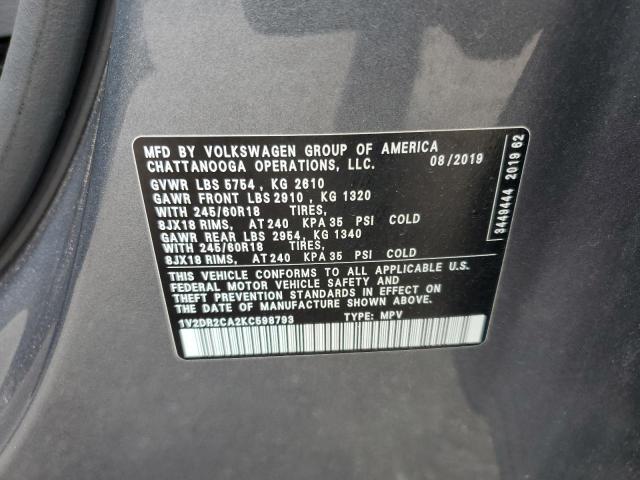 MFD BY VOLKSWAGEN GROUP OF AMERICA
CHATTANOOGA OPERATIONS, LLC. 08/2019
GVWR LBS 5754, KG 2610
GAWR FRONT LBS 2910, KG 1320
WITH 245/60R18 TIRES,
8JX18 RIMS, AT 240 KPA 35 PSI COLD
GAWR REAR LBS 2954, KG 1340
WITH 245/60R18 TIRES,
8JX18 RIMS, AT 240 KPA 35 PSI COLD
THIS VEHICLE CONFORMS TO ALL APPLICABLE U.S.
FEDERAL MOTOR VEHICLE SAFETY AND
THEFT PREVENTION STANDARDS IN EFFECT ON
THE DATE OF MANUFACTURE SHOWN ABOVE.
1V2DR2CA2KC598793 TYPE: MPV
3449444 2019 62